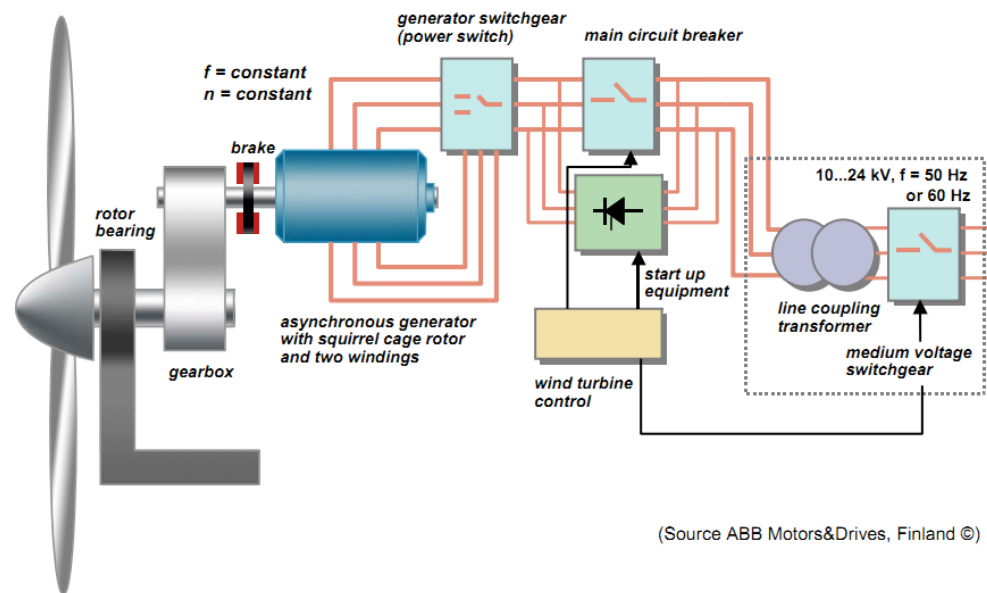 generator switchgear
(power switch)
main circuit breaker
f = constant
n = constant
brake
10...24 kV, f = 50 Hz
or 60 Hz
rotor
bearing
start up
equipment
line coupling
transformer
asynchronous generator
with squirrel cage rotor
and two windings
gearbox
medium voltage
switchgear
wind turbine
control
(Source ABB Motors&Drives, Finland ©)